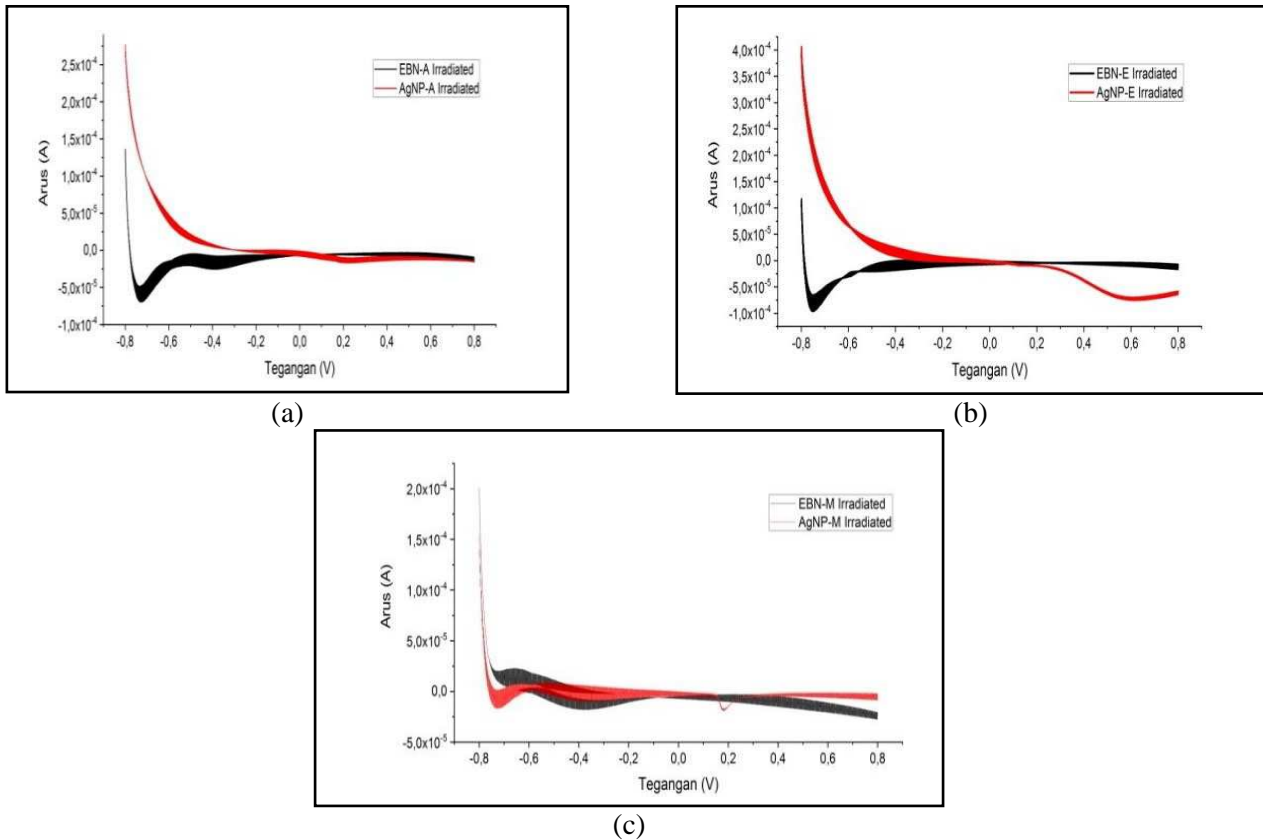 EBN-A Irradiated
AgNP-A Irradiated
Arus (A)
2,5x10⁻⁴
2,0x10⁻⁴
1,5x10⁻⁴
1,0x10⁻⁴
5,0x10⁻⁵
0,0
-5,0x10⁻⁵
-1,0x10⁻⁴
-0,8 -0,6 -0,4 -0,2 0,0 0,2 0,4 0,6 0,8
Tegangan (V)
(a)
EBN-E Irradiated
AgNP-E Irradiated
Arus (A)
4,0x10⁻⁴
3,5x10⁻⁴
3,0x10⁻⁴
2,5x10⁻⁴
2,0x10⁻⁴
1,5x10⁻⁴
1,0x10⁻⁴
5,0x10⁻⁵
0,0
-5,0x10⁻⁵
-1,0x10⁻⁴
-0,8 -0,6 -0,4 -0,2 0,0 0,2 0,4 0,6 0,8
Tegangan (V)
(b)
EBN-M Irradiated
AgNP-M Irradiated
Arus (A)
2,0x10⁻⁴
1,5x10⁻⁴
1,0x10⁻⁴
5,0x10⁻⁵
0,0
-5,0x10⁻⁵
-0,8 -0,6 -0,4 -0,2 0,0 0,2 0,4 0,6 0,8
Tegangan (V)
(c)